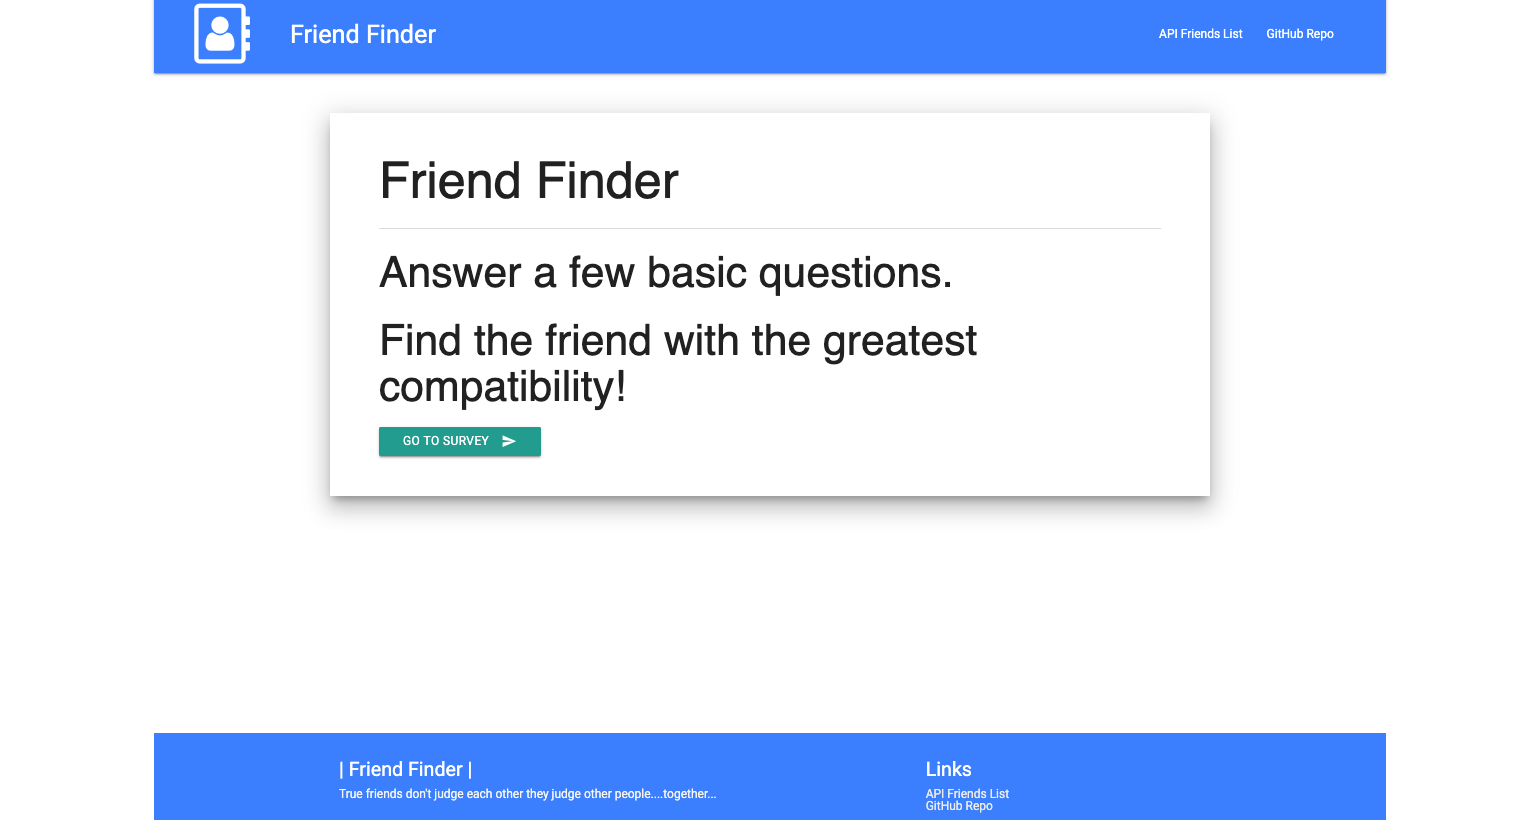 Friend Finder
API Friends List
GitHub Repo
Friend Finder
Answer a few basic questions.
Find the friend with the greatest
compatibility!
GO TO SURVEY
| Friend Finder |
True friends don't judge each other they judge other people....together...
Links
API Friends List
GitHub Repo